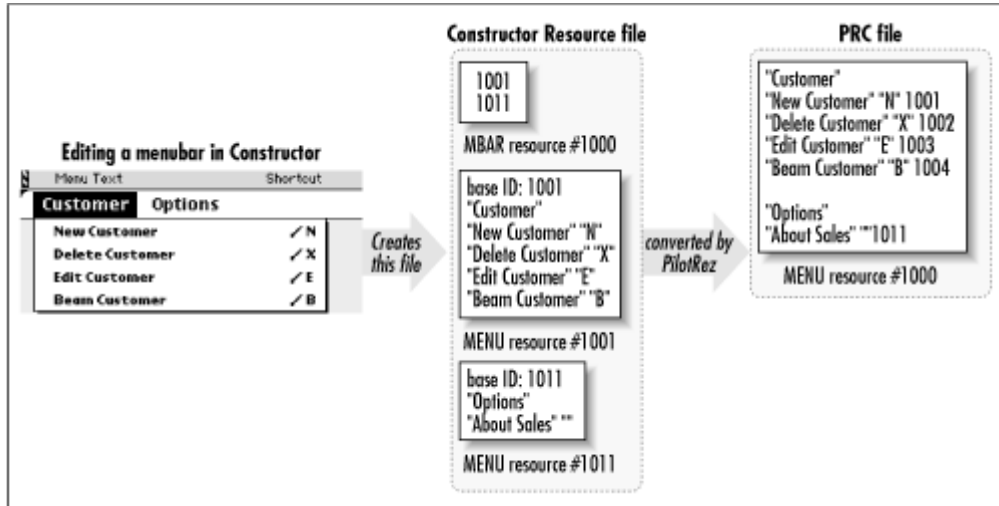 Editing a menubar in Constructor
Menu Text Shortcut
Customer Options
New Customer / N
Delete Customer / X
Edit Customer / E
Beam Customer / B
Creates
this file
Constructor Resource file
1001
1011
MBAR resource #1000
base ID: 1001
"Customer"
"New Customer" "N"
"Delete Customer" "X"
"Edit Customer" "E"
"Beam Customer" "B"
MENU resource #1001
base ID: 1011
"Options"
"About Sales" ""
MENU resource #1011
converted by
PilotRez
PRC file
"Customer"
"New Customer" "N" 1001
"Delete Customer" "X" 1002
"Edit Customer" "E" 1003
"Beam Customer" "B" 1004
"Options"
"About Sales" ""1011
MENU resource #1000